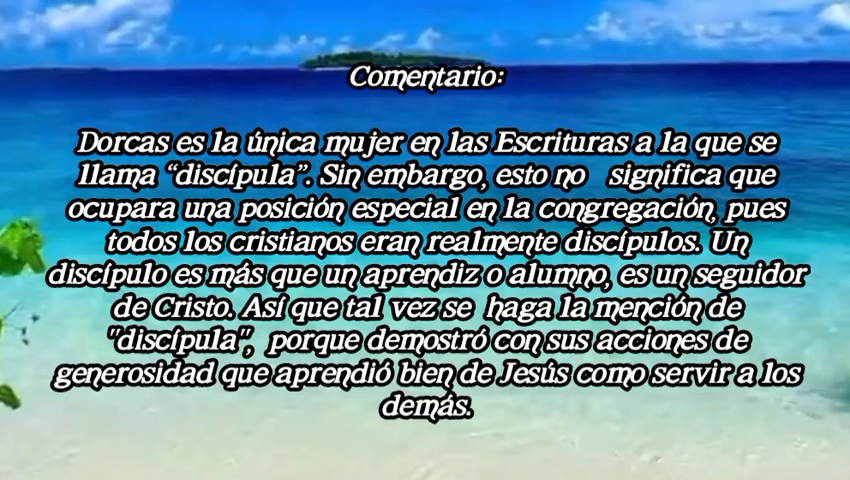 Comentario:
Dorcas es la única mujer en las Escrituras a la que se
llama “discípula”. Sin embargo, esto no significa que
ocupara una posición especial en la congregación, pues
todos los cristianos eran realmente discípulos. Un
discípulo es más que un aprendiz o alumno, es un seguidor
de Cristo. Así que tal vez se haga la mención de
"discípula", porque demostró con sus acciones de
generosidad que aprendió bien de Jesús como servir a los
demás.